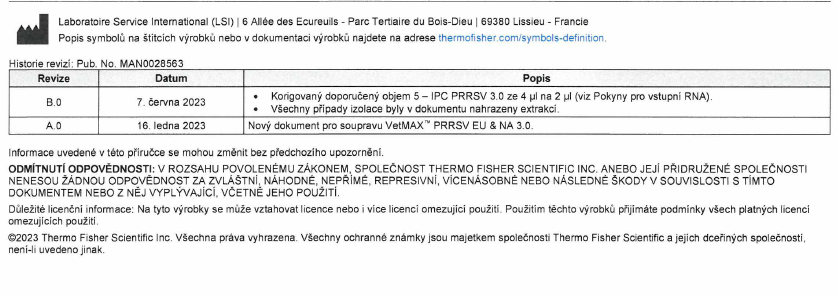 Laboratoire Service International (LSI) | 6 Allée des Ecureuils - Parc Tertiaire du Bois-Dieu | 69380 Lissieu - Francie
Popis symbolů na štítcích výrobků nebo v dokumentaci výrobků najdete na adrese thermofisher.com/symbols-definition.
Historie revizí: Pub. No. MAN0028563
Revize Datum Popis
B.0 7. června 2023
• Korigovaný doporučený objem 5 – IPC PRRSV 3.0 ze 4 µl na 2 µl (viz Pokyny pro vstupní RNA).
• Všechny případy izolace byly v dokumentu nahrazeny extrakcí.
A.0 16. ledna 2023 Nový dokument pro soupravu VetMAX™ PRRSV EU & NA 3.0.
Informace uvedené v této příručce se mohou změnit bez předchozího upozornění.
ODMÍTNUTÍ ODPOVĚDNOSTI: V ROZSAHU POVOLENÉMU ZÁKONEM, SPOLEČNOST THERMO FISHER SCIENTIFIC INC. ANEBO JEJÍ PŘIDRUŽENÉ SPOLEČNOSTI
NENESOU ŽÁDNOU ODPOVĚDNOST ZA ZVLÁŠTNÍ, NÁHODNÉ, NEPŘÍMÉ, REPRESIVNÍ, VÍCENÁSOBNÉ NEBO NÁSLEDNÉ ŠKODY V SOUVISLOSTI S TÍMTO
DOKUMENTEM NEBO Z NĚJ VYPLÝVAJÍCÍ, VČETNĚ JEHO POUŽITÍ.
Důležité licenční informace: Na tyto výrobky se může vztahovat licence nebo i více licencí omezující použití. Použitím těchto výrobků přijímáte podmínky všech platných licencí
omezujících použití.
©2023 Thermo Fisher Scientific Inc. Všechna práva vyhrazena. Všechny ochranné známky jsou majetkem společnosti Thermo Fisher Scientific a jejích dceřiných společností,
není-li uvedeno jinak.